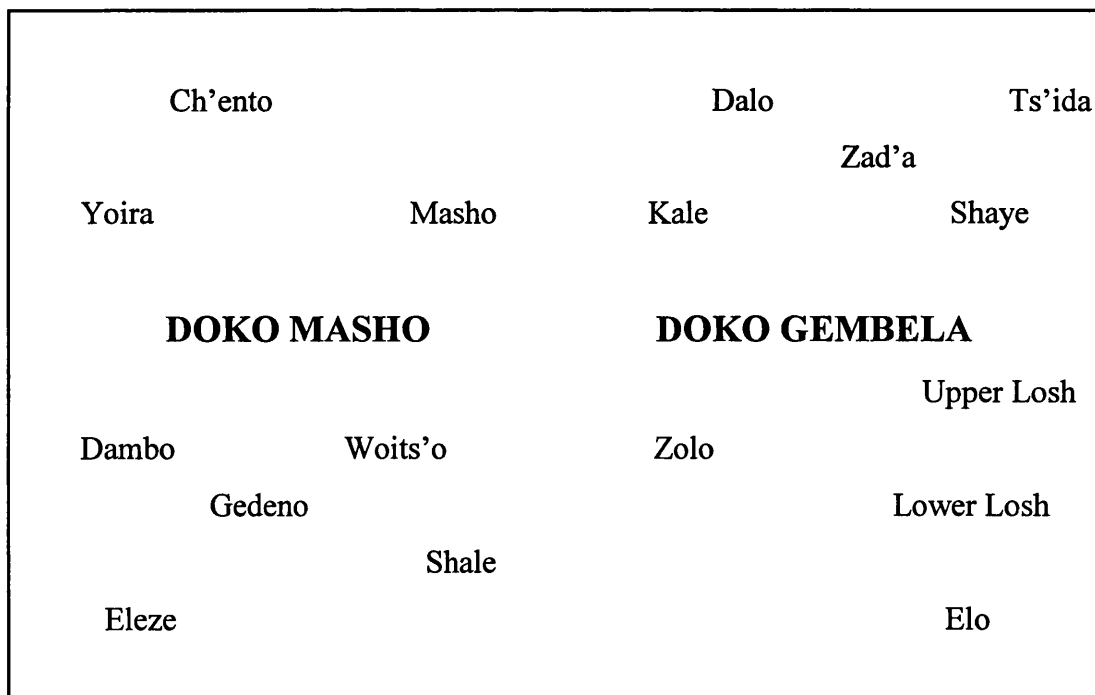 Ch'ento Dalo Ts'ida
Zad'a
Yoira Masho Kale Shaye
DOKO MASHO DOKO GEMBELA
Upper Losh
Dambo Woits'o Zolo
Gedeno Lower Losh
Shale
Eleze Elo